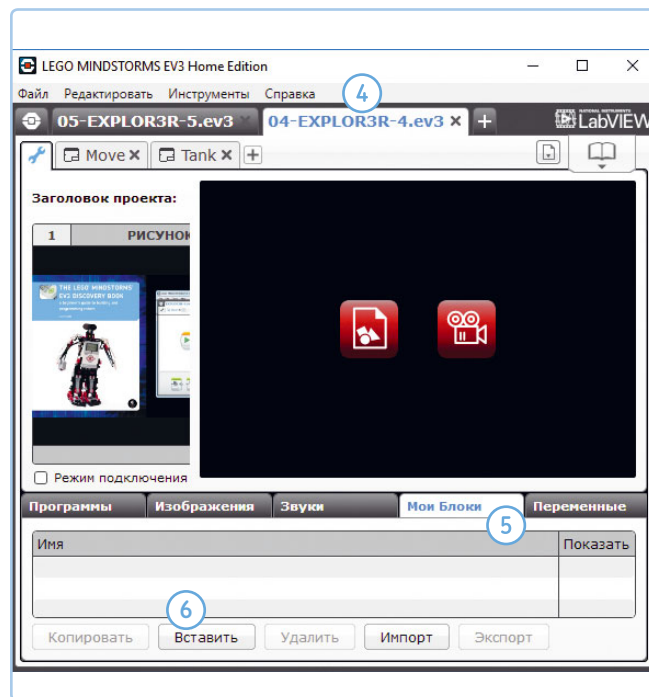 LEGO MINDSTORMS EV3 Home Edition
Файл Редактировать Инструменты Справка
4
05-EXPLOR3R-5.ev3 04-EXPLOR3R-4.ev3 NATIONAL INSTRUMENTS LabVIEW
Move Tank
Заголовок проекта:
1 РИСУНОК
THE LEGO MINDSTORMS
EV3 DISCOVERY BOOK
Режим подключения
Программы Изображения Звуки Мои Блоки Переменные
5
Имя Показать
6
Копировать Вставить Удалить Импорт Экспорт